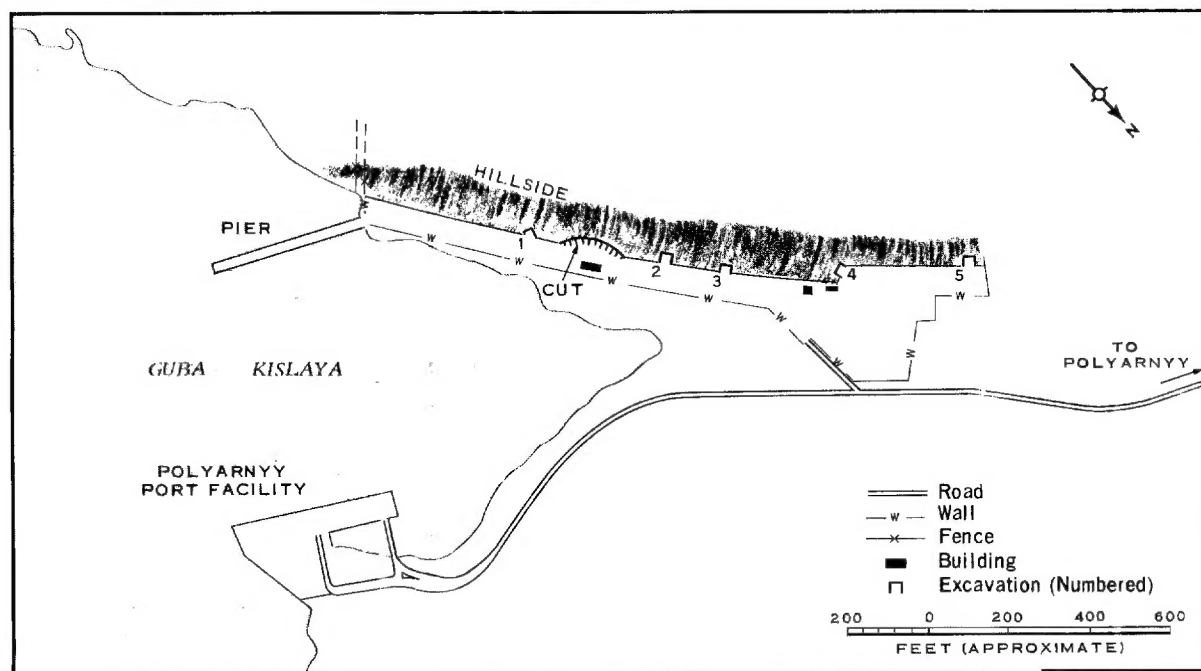 N
HILLSIDE
PIER
W
W
W
1
CUT
2
3
W
W
W
4
5
W
W
W
TO
POLYARNYY
GUBA KISLAYA
POLYARNYY
PORT FACILITY
Road
W Wall
Fence
Building
Excavation (Numbered)
200 0 200 400 600
FEET (APPROXIMATE)